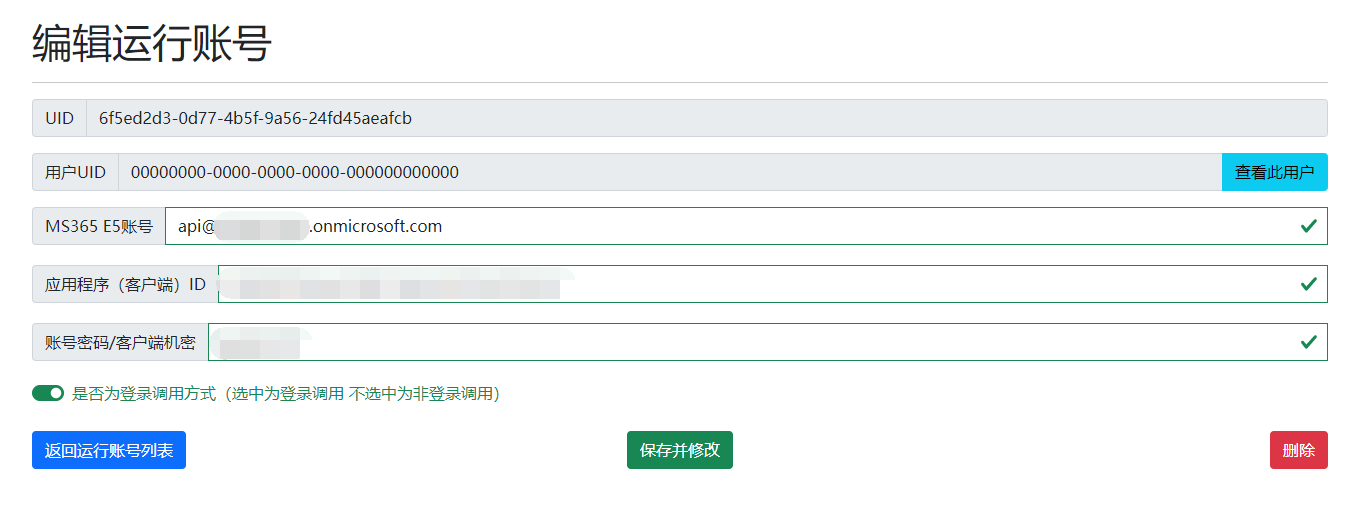 编辑运行账号
UID 6f5ed2d3-0d77-4b5f-9a56-24fd45aeafcb
用户UID 00000000-0000-0000-0000-000000000000 查看此用户
MS365 E5账号 api@ .onmicrosoft.com
应用程序（客户端）ID
账号密码/客户端机密
是否为登录调用方式（选中为登录调用 不选中为非登录调用）
返回运行账号列表 保存并修改 删除